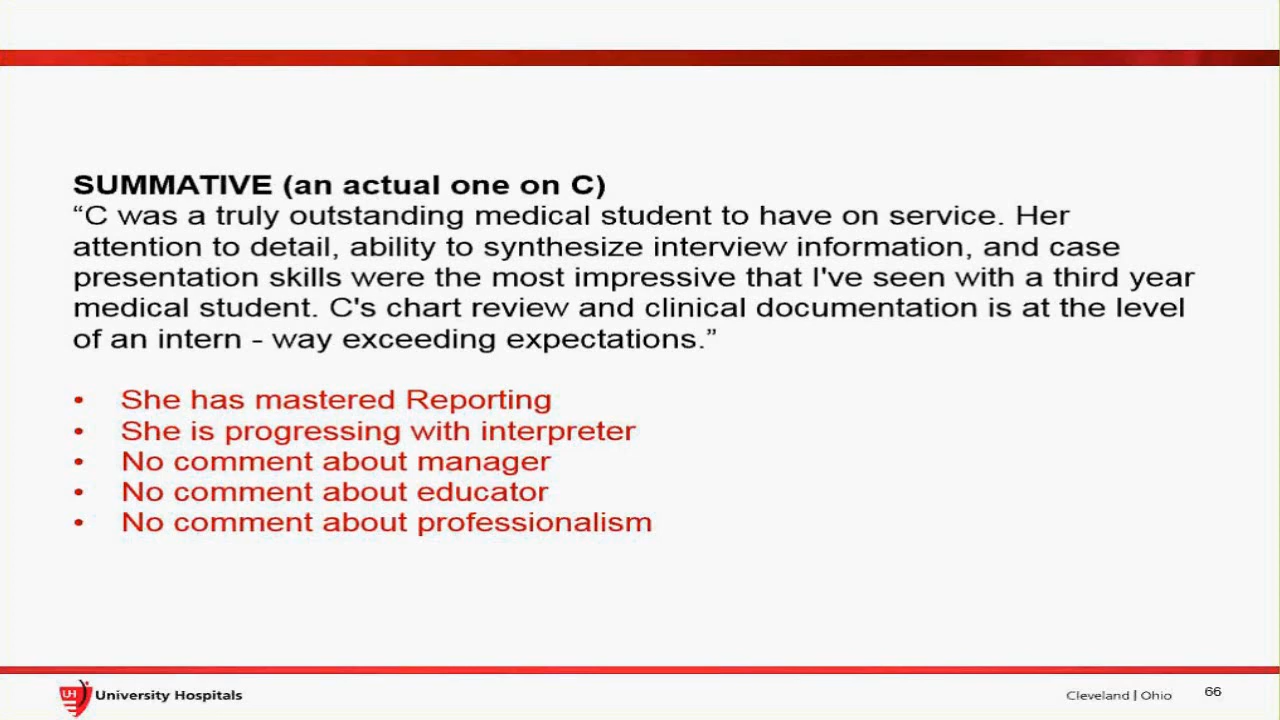 SUMMATIVE (an actual one on C)
“C was a truly outstanding medical student to have on service. Her
attention to detail, ability to synthesize interview information, and case
presentation skills were the most impressive that I've seen with a third year
medical student. C's chart review and clinical documentation is at the level
of an intern - way exceeding expectations.”
• She has mastered Reporting
• She is progressing with interpreter
• No comment about manager
• No comment about educator
• No comment about professionalism
UH University Hospitals
Cleveland | Ohio 66